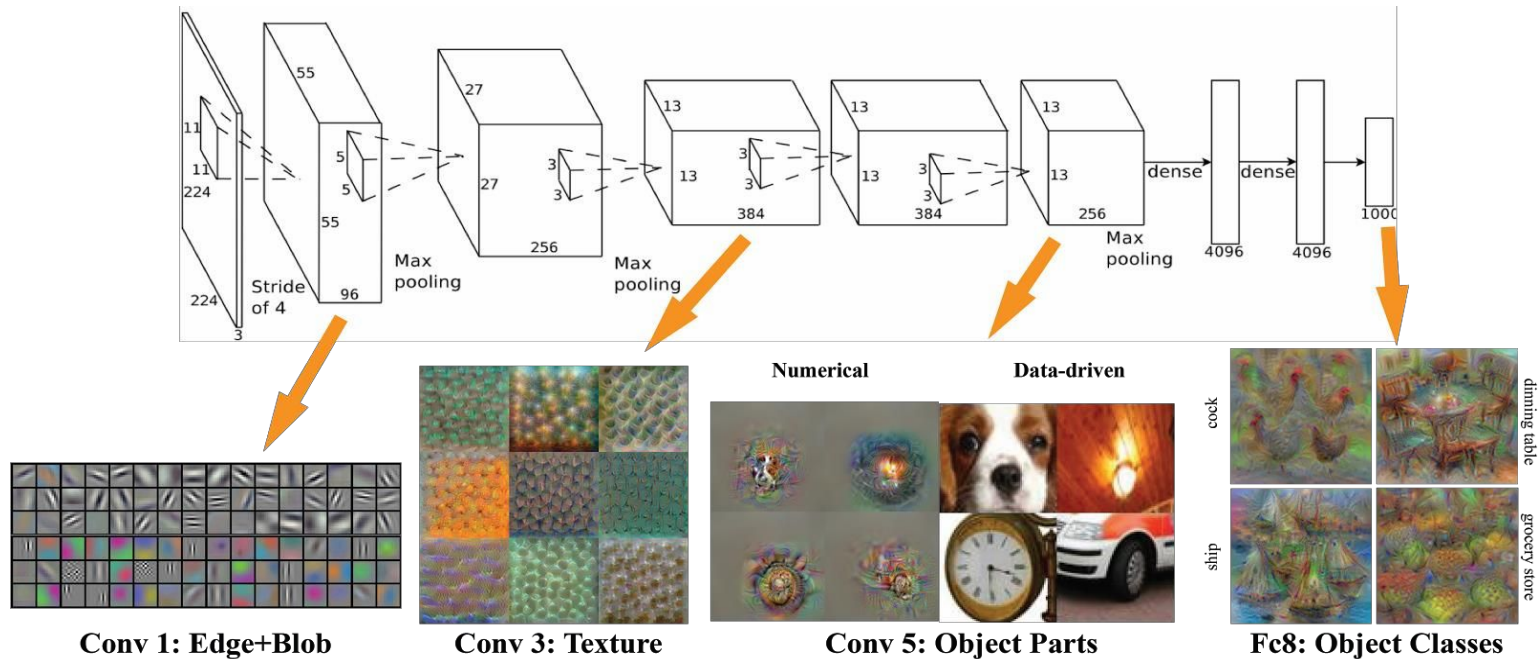 11
11
224
224
3
Stride
of 4
55
55
5
5
96
Max
pooling
27
27
3
3
256
Max
pooling
13
13
3
3
384
13
13
3
3
384
13
13
256
Max
pooling
dense
4096
dense
4096
1000
Numerical
Data-driven
cock
ship
dinning table
grocery store
Conv 1: Edge+Blob
Conv 3: Texture
Conv 5: Object Parts
Fc8: Object Classes